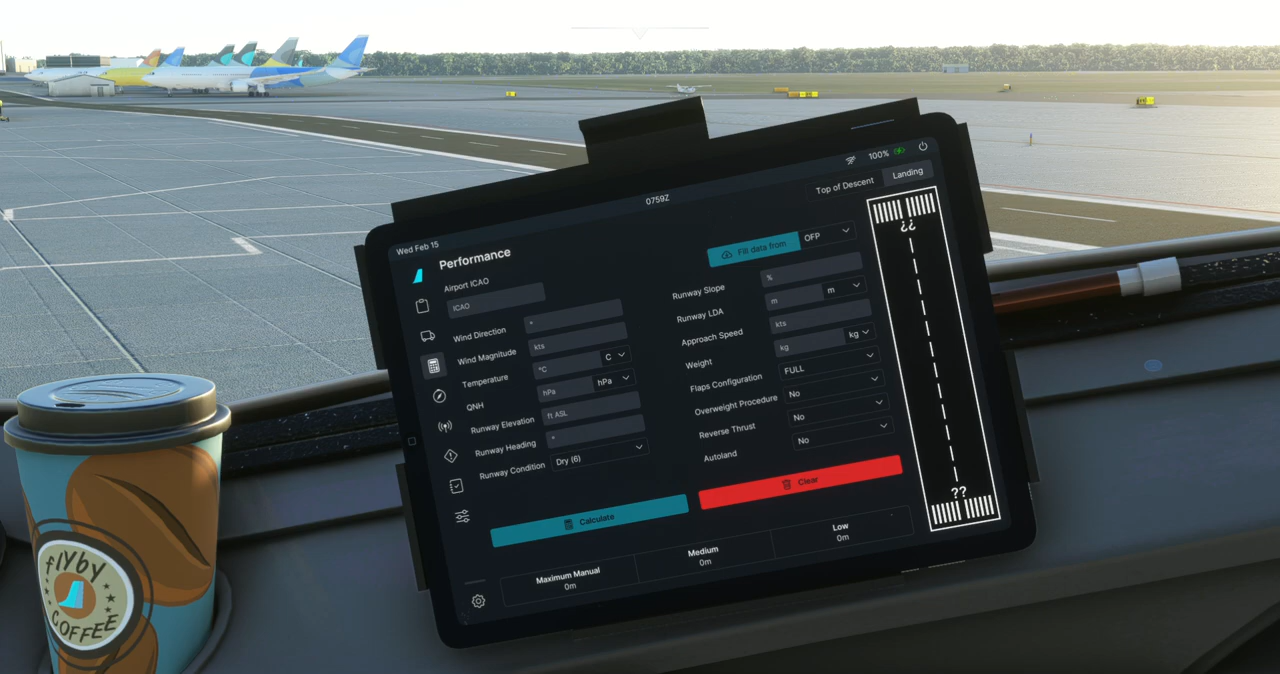 Wed Feb 15
0759Z
100%
Performance
Top of Descent
Landing
Airport ICAO
ICAO
Fill data from
OFP
Wind Direction
°
Wind Magnitude
kts
Temperature
°C
C
QNH
hPa
hPa
Runway Elevation
ft ASL
Runway Heading
°
Runway Condition
Dry (6)
Runway Slope
%
Runway LDA
m
m
Approach Speed
kts
Weight
kg
kg
Flaps Configuration
FULL
Overweight Procedure
No
Reverse Thrust
No
Autoland
No
Calculate
Clear
Maximum Manual
0m
Medium
0m
Low
0m
¿¿
??
flyby
COFFEE